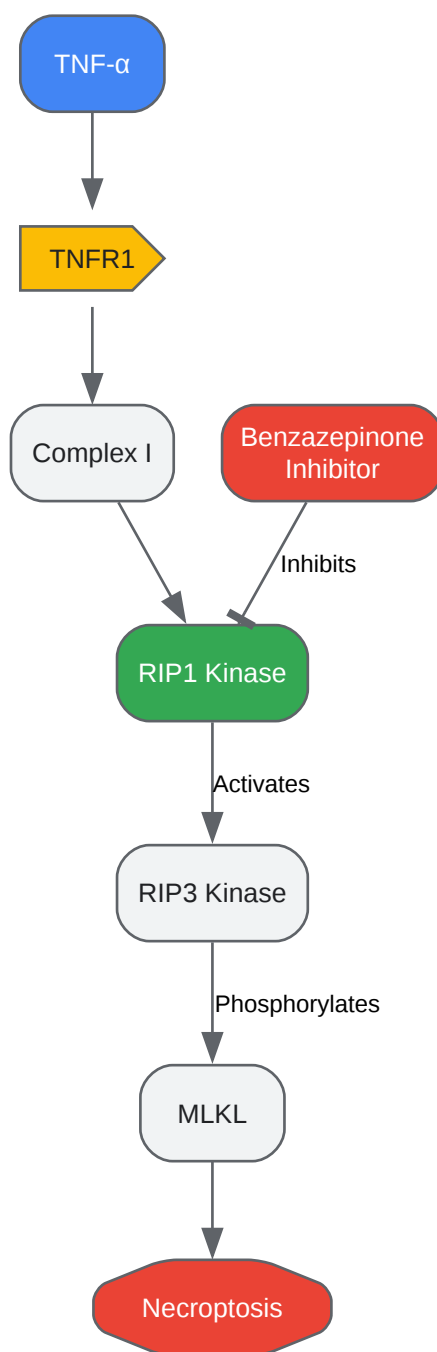 TNF-α
TNFR1
Complex I
Benzazepinone
Inhibitor
Inhibits
RIP1 Kinase
Activates
RIP3 Kinase
Phosphorylates
MLKL
Necroptosis